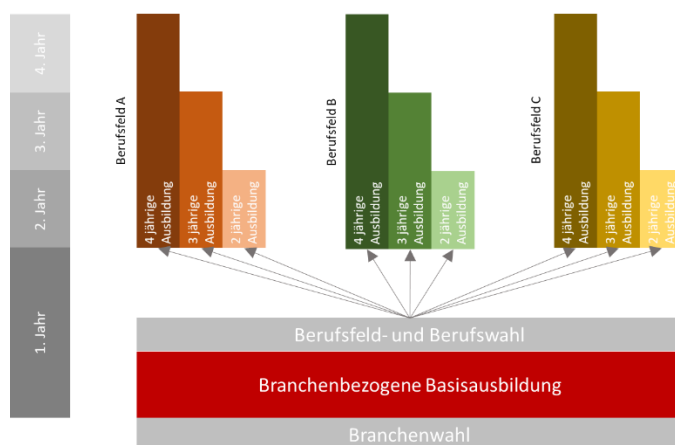 4. Jahr
3. Jahr
2. Jahr
1. Jahr
Berufsfeld A
4 jährige
Ausbildung
3 jährige
Ausbildung
2 jährige
Ausbildung
Berufsfeld B
4 jährige
Ausbildung
3 jährige
Ausbildung
2 jährige
Ausbildung
Berufsfeld C
4 jährige
Ausbildung
3 jährige
Ausbildung
2 jährige
Ausbildung
Berufsfeld- und Berufswahl
Branchenbezogene Basisausbildung
Branchenwahl